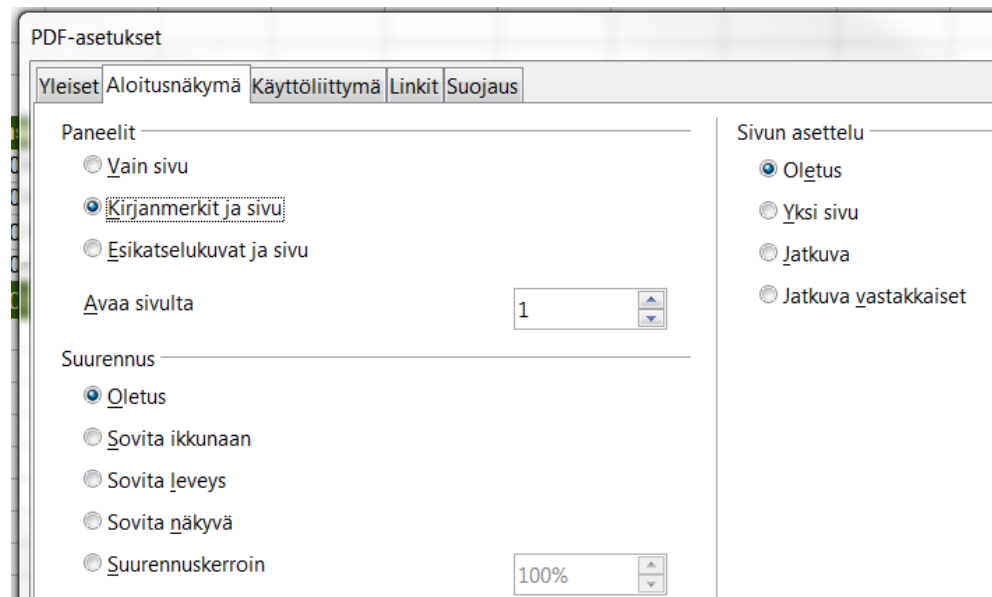 PDF-asetukset
Yleiset Aloitusnäkymä Käyttöliittymä Linkit Suojaus
Paneelit
Vain sivu
Kirjanmerkit ja sivu
Esikatselukuvat ja sivu
Avaa sivulta 1
Suurennus
Oletus
Sovita ikkunaan
Sovita leveys
Sovita näkyvä
Suurennuskerroin 100%
Sivun asettelu
Oletus
Yksi sivu
Jatkuva
Jatkuva vastakkaiset